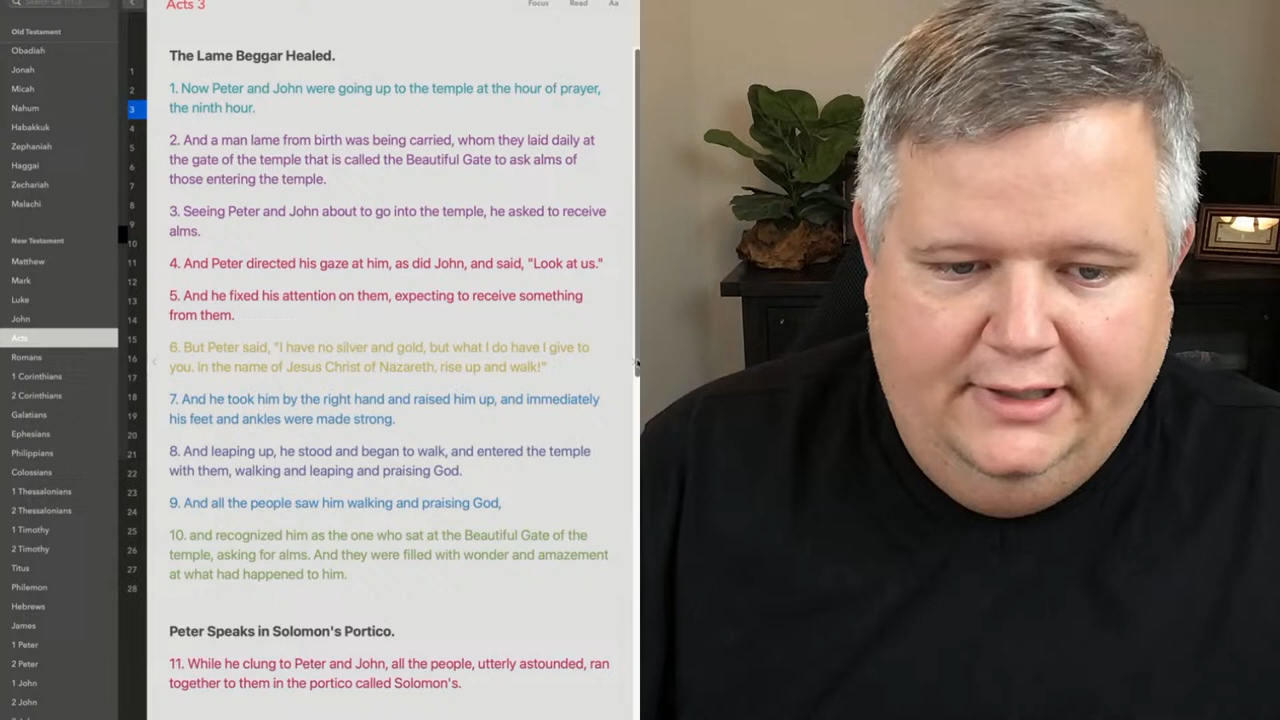 Acts 3
Focus
Read
Aa
Old Testament
Obadiah
Jonah
Micah
Nahum
Habakkuk
Zephaniah
Haggai
Zechariah
Malachi
New Testament
Matthew
Mark
Luke
John
Acts
Romans
1 Corinthians
2 Corinthians
Galatians
Ephesians
Philippians
Colossians
1 Thessalonians
2 Thessalonians
1 Timothy
2 Timothy
Titus
Philemon
Hebrews
James
1 Peter
2 Peter
1 John
2 John
1
2
3
4
5
6
7
8
9
10
11
12
13
14
15
16
17
18
19
20
21
22
23
24
25
26
27
28
The Lame Beggar Healed.
1. Now Peter and John were going up to the temple at the hour of prayer,
the ninth hour.
2. And a man lame from birth was being carried, whom they laid daily at
the gate of the temple that is called the Beautiful Gate to ask alms of
those entering the temple.
3. Seeing Peter and John about to go into the temple, he asked to receive
alms.
4. And Peter directed his gaze at him, as did John, and said, "Look at us."
5. And he fixed his attention on them, expecting to receive something
from them.
6. But Peter said, "I have no silver and gold, but what I do have I give to
you. In the name of Jesus Christ of Nazareth, rise up and walk!"
7. And he took him by the right hand and raised him up, and immediately
his feet and ankles were made strong.
8. And leaping up, he stood and began to walk, and entered the temple
with them, walking and leaping and praising God.
9. And all the people saw him walking and praising God,
10. and recognized him as the one who sat at the Beautiful Gate of the
temple, asking for alms. And they were filled with wonder and amazement
at what had happened to him.
Peter Speaks in Solomon's Portico.
11. While he clung to Peter and John, all the people, utterly astounded, ran
together to them in the portico called Solomon's.